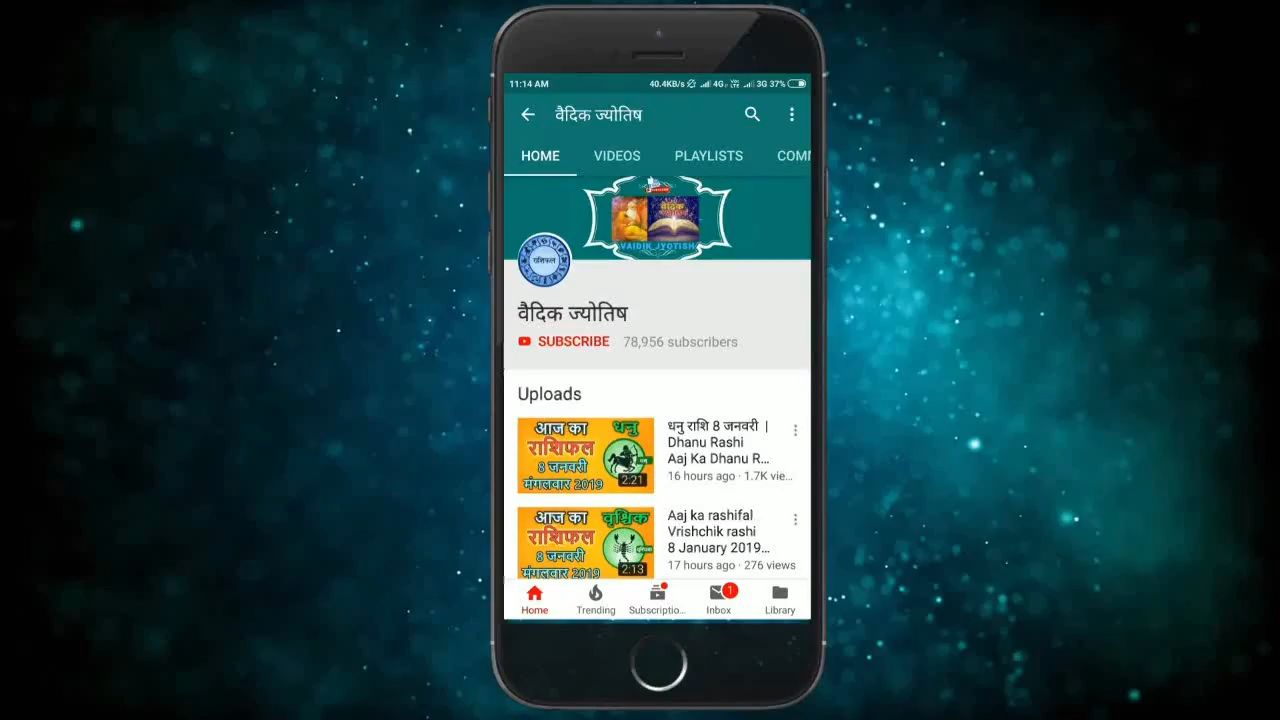 11:14 AM 40.4KB/s 4G 3G 37%
वैदिक ज्योतिष
HOME VIDEOS PLAYLISTS COM
वैदिक
VAIDIK JYOTISH
राशिफल
वैदिक ज्योतिष
SUBSCRIBE 78,956 subscribers
Uploads
आज का धनु
राशिफल
8 जनवरी
मंगलवार 2019
2:21
धनु राशि 8 जनवरी |
Dhanu Rashi
Aaj Ka Dhanu R...
16 hours ago · 1.7K vie...
आज का वृश्चिक
राशिफल
8 जनवरी
मंगलवार 2019
2:13
Aaj ka rashifal
Vrishchik rashi
8 January 2019...
17 hours ago · 276 views
1
Home Trending Subscriptio... Inbox Library